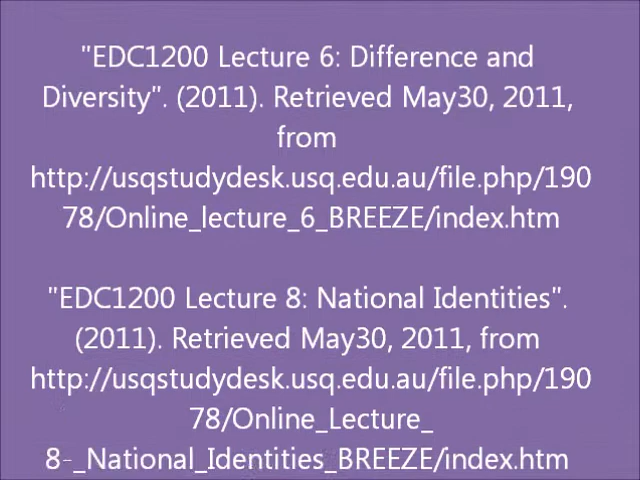 "EDC1200 Lecture 6: Difference and
Diversity". (2011). Retrieved May30, 2011,
from
http://usqstudydesk.usq.edu.au/file.php/190
78/Online_lecture_6_BREEZE/index.htm
"EDC1200 Lecture 8: National Identities".
(2011). Retrieved May30, 2011, from
http://usqstudydesk.usq.edu.au/file.php/190
78/Online_Lecture_
8-_National_Identities_BREEZE/index.htm